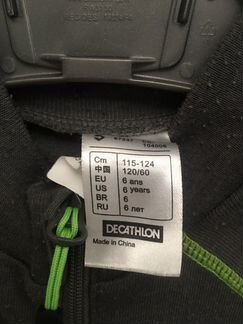 Cm 115-124
中国 120/60
EU 6 ans
US 6 years
BR 6
RU 6 лет
DECATHLON
Made in China